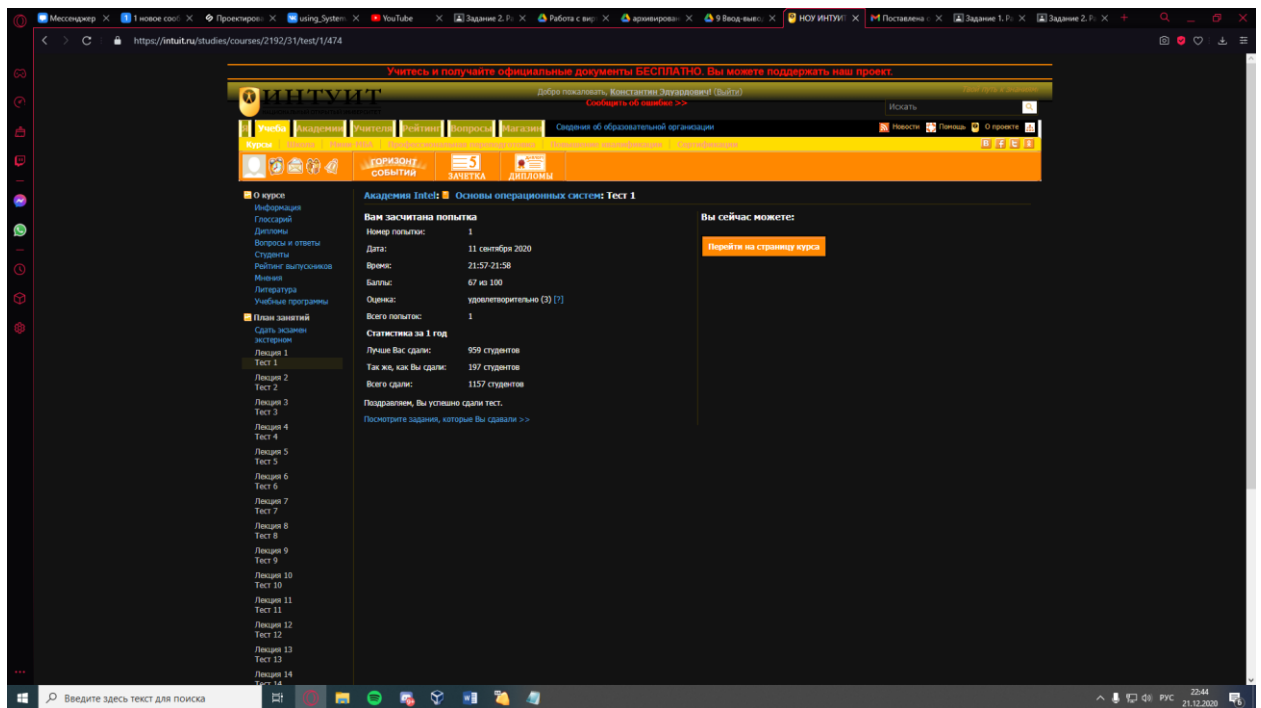 Мессенджер
1 новое сооб
Проектирова
using_System
YouTube
Задание 2. Ра
Работа с вир
архивирован
9 Ввод-выво
НОУ ИНТУИТ
Поставлена с
Задание 1. Ра
Задание 2. Ра
https://intuit.ru/studies/courses/2192/31/test/1/474
Учитесь и получайте официальные документы БЕСПЛАТНО. Вы можете поддержать наш проект.
ИНТУИТ
Добро пожаловать, Константин Эдуардович! (Выйти)
Сообщить об ошибке >>
Искать
Учеба Академии Учителя Рейтинг Вопросы Магазин
Сведения об образовательной организации
Новости Помощь О проекте
Курсы
ГОРИЗОНТ СОБЫТИЙ
5
ЗАЧЕТКА
ДИПЛОМЫ
О курсе
Информация
Глоссарий
Дипломы
Вопросы и ответы
Студенты
Рейтинг выпускников
Мнения
Литература
Учебные программы
План занятий
Сдать экзамен
экстерном
Лекция 1
Тест 1
Лекция 2
Тест 2
Лекция 3
Тест 3
Лекция 4
Тест 4
Лекция 5
Тест 5
Лекция 6
Тест 6
Лекция 7
Тест 7
Лекция 8
Тест 8
Лекция 9
Тест 9
Лекция 10
Тест 10
Лекция 11
Тест 11
Лекция 12
Тест 12
Лекция 13
Тест 13
Лекция 14
Тест 14
Академия Intel: Основы операционных систем: Тест 1
Вам засчитана попытка
Номер попытки: 1
Дата: 11 сентября 2020
Время: 21:57-21:58
Баллы: 67 из 100
Оценка: удовлетворительно (3) [?]
Всего попыток: 1
Статистика за 1 год
Лучше Вас сдали: 959 студентов
Так же, как Вы сдали: 197 студентов
Всего сдали: 1157 студентов
Поздравляем, Вы успешно сдали тест.
Посмотрите задания, которые Вы сдавали >>
Вы сейчас можете:
Перейти на страницу курса
Введите здесь текст для поиска
РУС
22:44
21.12.2020